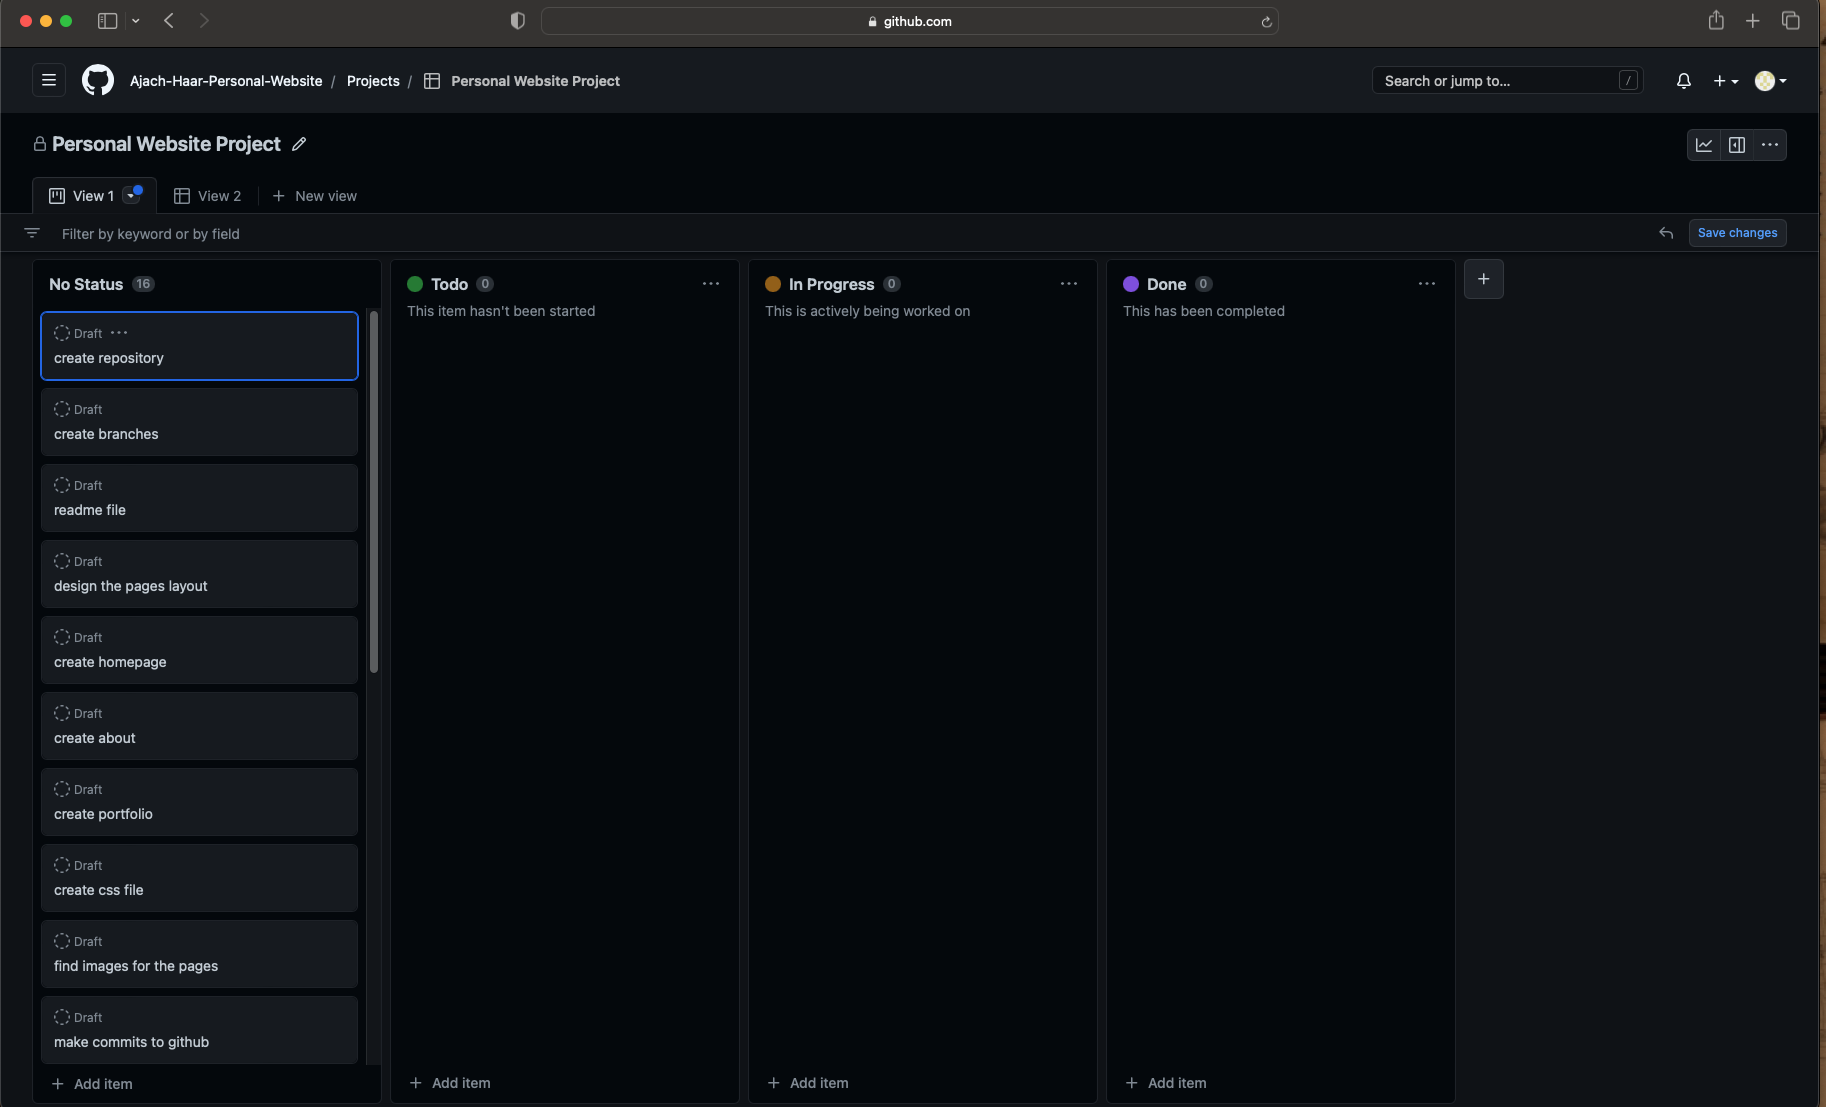 github.com
Ajach-Haar-Personal-Website / Projects / Personal Website Project
Search or jump to... /
Personal Website Project
View 1
View 2
New view
Filter by keyword or by field
Save changes
No Status 16
Draft
create repository
Draft
create branches
Draft
readme file
Draft
design the pages layout
Draft
create homepage
Draft
create about
Draft
create portfolio
Draft
create css file
Draft
find images for the pages
Draft
make commits to github
Add item
Todo 0
This item hasn't been started
Add item
In Progress 0
This is actively being worked on
Add item
Done 0
This has been completed
Add item